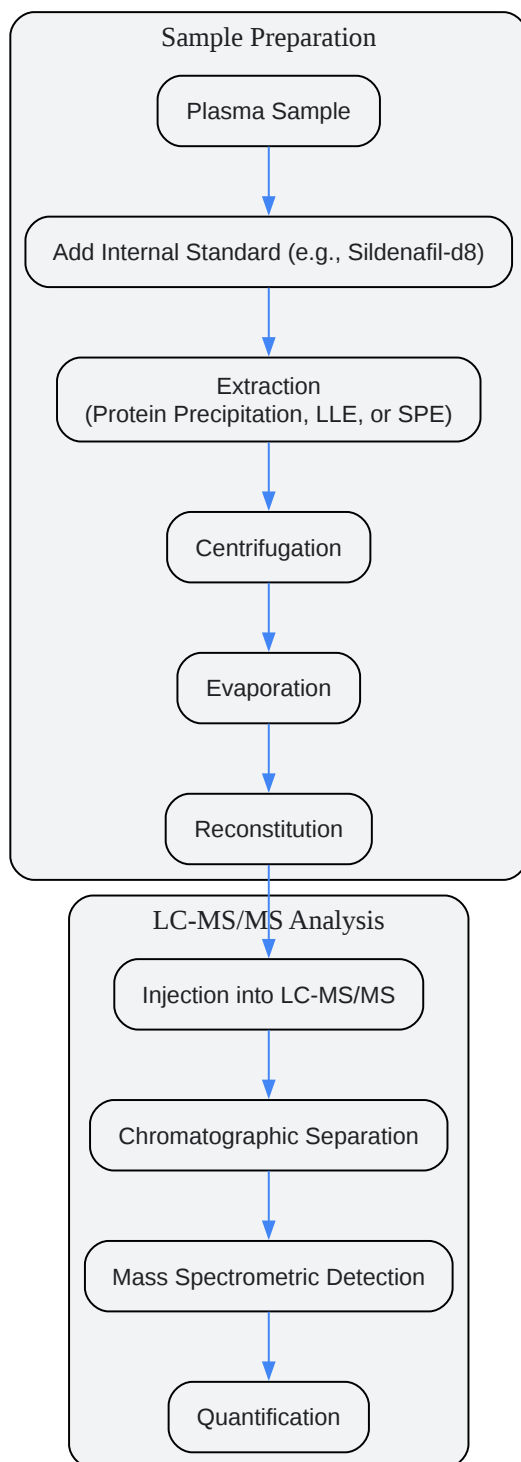 Sample Preparation
Plasma Sample
Add Internal Standard (e.g., Sildenafil-d8)
Extraction
(Protein Precipitation, LLE, or SPE)
Centrifugation
Evaporation
Reconstitution
LC-MS/MS Analysis
Injection into LC-MS/MS
Chromatographic Separation
Mass Spectrometric Detection
Quantification